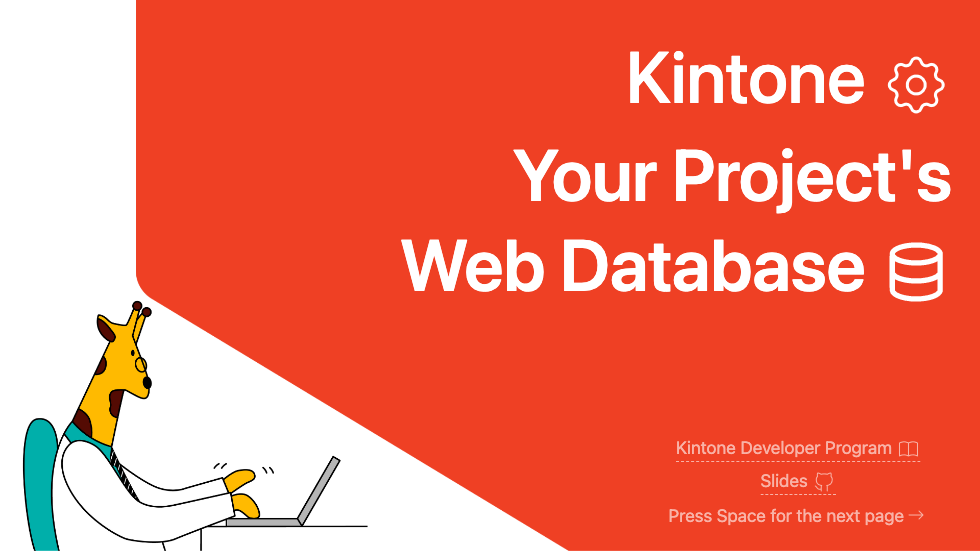 Kintone
Your Project's
Web Database
Kintone Developer Program
Slides
Press Space for the next page →